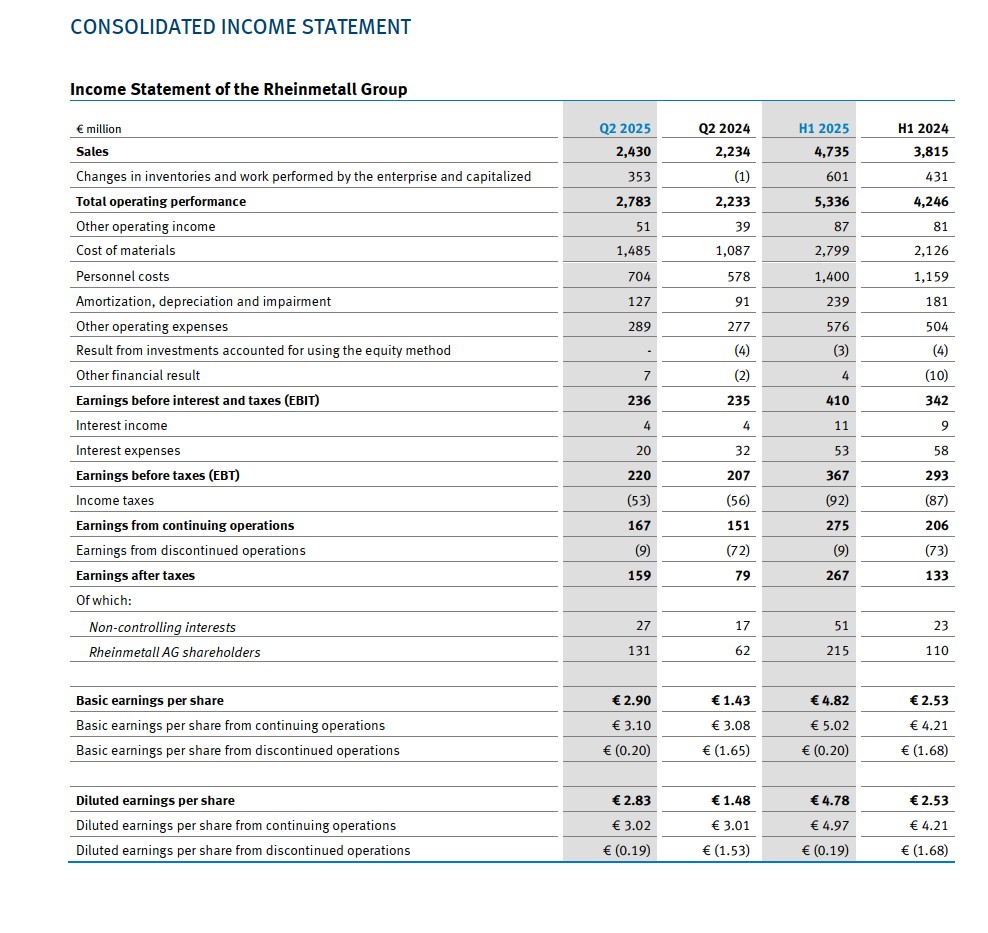 CONSOLIDATED INCOME STATEMENT
Income Statement of the Rheinmetall Group
€ million Q2 2025 Q2 2024 H1 2025 H1 2024
Sales 2,430 2,234 4,735 3,815
Changes in inventories and work performed by the enterprise and capitalized 353 (1) 601 431
Total operating performance 2,783 2,233 5,336 4,246
Other operating income 51 39 87 81
Cost of materials 1,485 1,087 2,799 2,126
Personnel costs 704 578 1,400 1,159
Amortization, depreciation and impairment 127 91 239 181
Other operating expenses 289 277 576 504
Result from investments accounted for using the equity method - (4) (3) (4)
Other financial result 7 (2) 4 (10)
Earnings before interest and taxes (EBIT) 236 235 410 342
Interest income 4 4 11 9
Interest expenses 20 32 53 58
Earnings before taxes (EBT) 220 207 367 293
Income taxes (53) (56) (92) (87)
Earnings from continuing operations 167 151 275 206
Earnings from discontinued operations (9) (72) (9) (73)
Earnings after taxes 159 79 267 133
Of which:
Non-controlling interests 27 17 51 23
Rheinmetall AG shareholders 131 62 215 110
Basic earnings per share € 2.90 € 1.43 € 4.82 € 2.53
Basic earnings per share from continuing operations € 3.10 € 3.08 € 5.02 € 4.21
Basic earnings per share from discontinued operations € (0.20) € (1.65) € (0.20) € (1.68)
Diluted earnings per share € 2.83 € 1.48 € 4.78 € 2.53
Diluted earnings per share from continuing operations € 3.02 € 3.01 € 4.97 € 4.21
Diluted earnings per share from discontinued operations € (0.19) € (1.53) € (0.19) € (1.68)